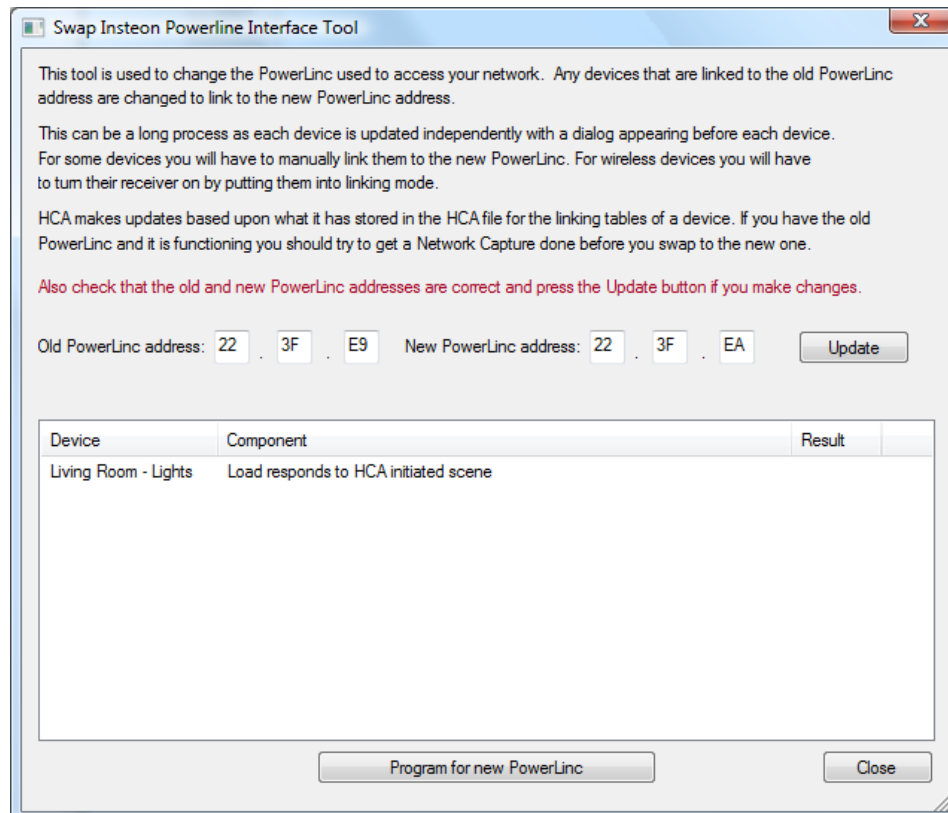 Swap Insteon Powerline Interface Tool
This tool is used to change the PowerLinc used to access your network.  Any devices that are linked to the old PowerLinc
address are changed to link to the new PowerLinc address.
This can be a long process as each device is updated independently with a dialog appearing before each device.
For some devices you will have to manually link them to the new PowerLinc. For wireless devices you will have
to turn their receiver on by putting them into linking mode.
HCA makes updates based upon what it has stored in the HCA file for the linking tables of a device. If you have the old
PowerLinc and it is functioning you should try to get a Network Capture done before you swap to the new one.
Also check that the old and new PowerLinc addresses are correct and press the Update button if you make changes.
Old PowerLinc address: 22 . 3F . E9 New PowerLinc address: 22 . 3F . EA Update
Device Component Result
Living Room - Lights Load responds to HCA initiated scene
Program for new PowerLinc Close